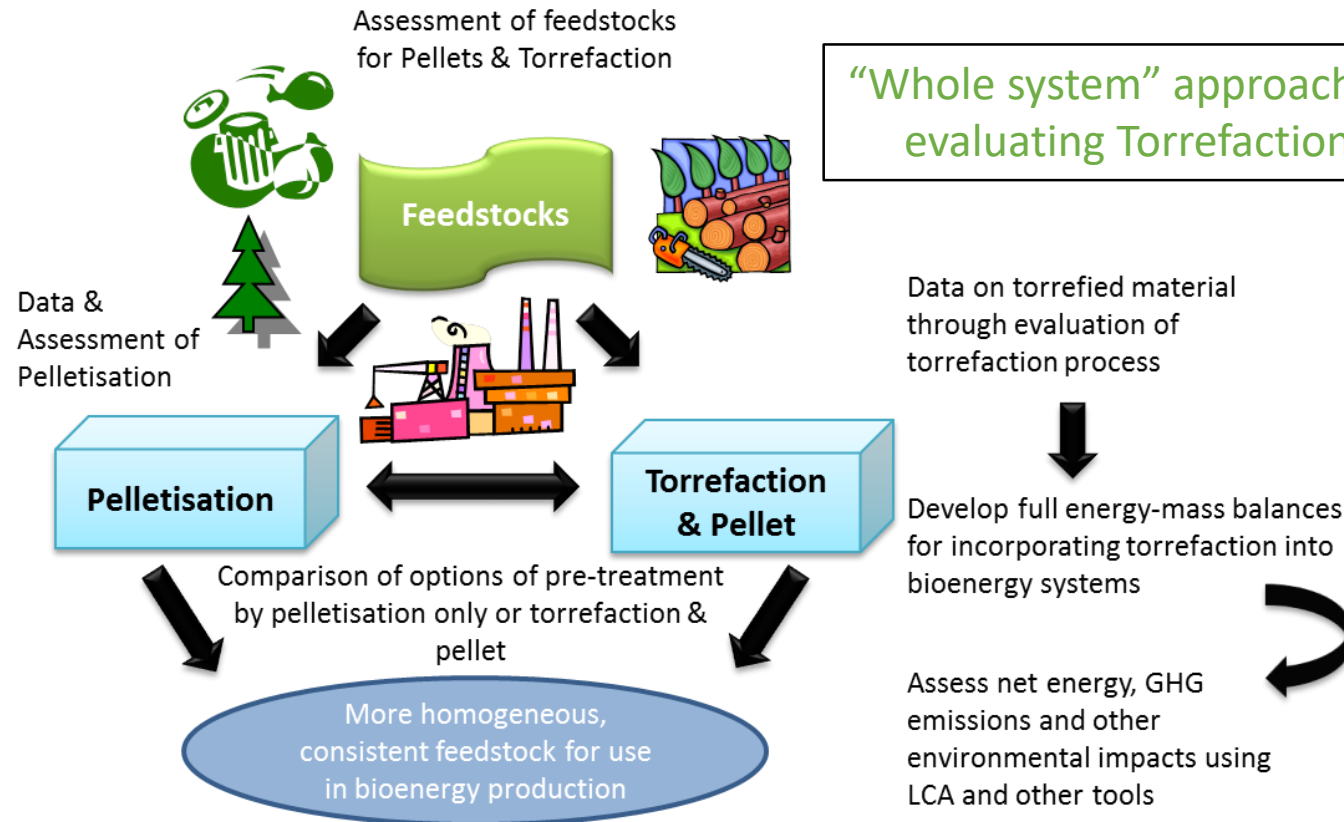 Assessment of feedstocks
for Pellets & Torrefaction
“Whole system” approach
evaluating Torrefaction
Feedstocks
Data &
Assessment of
Pelletisation
Data on torrefied material
through evaluation of
torrefaction process
Pelletisation
Torrefaction
& Pellet
Develop full energy-mass balances
for incorporating torrefaction into
bioenergy systems
Comparison of options of pre-treatment
by pelletisation only or torrefaction &
pellet
More homogeneous,
consistent feedstock for use
in bioenergy production
Assess net energy, GHG
emissions and other
environmental impacts using
LCA and other tools